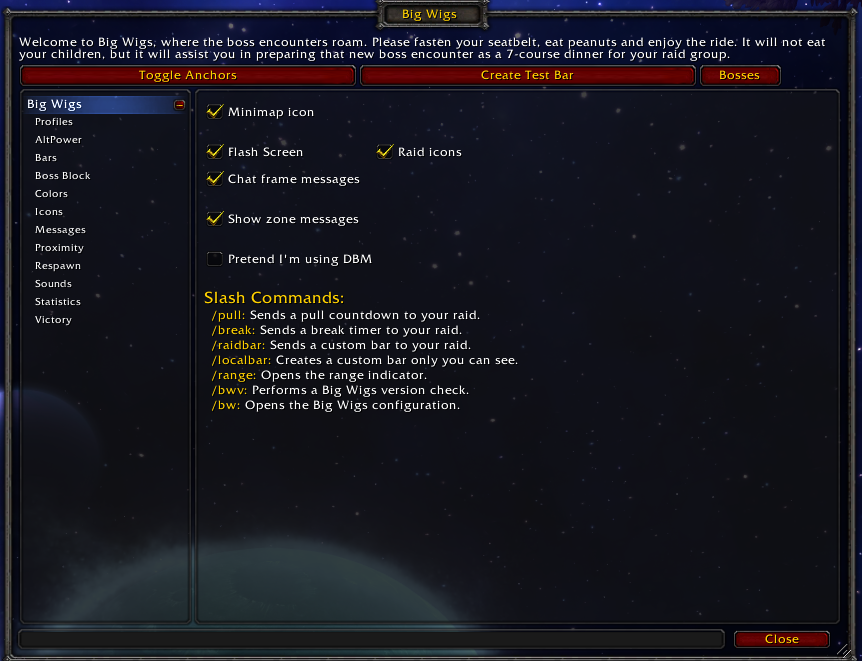 Big Wigs
Welcome to Big Wigs, where the boss encounters roam. Please fasten your seatbelt, eat peanuts and enjoy the ride. It will not eat
your children, but it will assist you in preparing that new boss encounter as a 7-course dinner for your raid group.
Toggle Anchors
Create Test Bar
Bosses
Big Wigs
Profiles
AltPower
Bars
Boss Block
Colors
Icons
Messages
Proximity
Respawn
Sounds
Statistics
Victory
Minimap icon
Flash Screen
Raid icons
Chat frame messages
Show zone messages
Pretend I'm using DBM
Slash Commands:
/pull: Sends a pull countdown to your raid.
/break: Sends a break timer to your raid.
/raidbar: Sends a custom bar to your raid.
/localbar: Creates a custom bar only you can see.
/range: Opens the range indicator.
/bwv: Performs a Big Wigs version check.
/bw: Opens the Big Wigs configuration.
Close